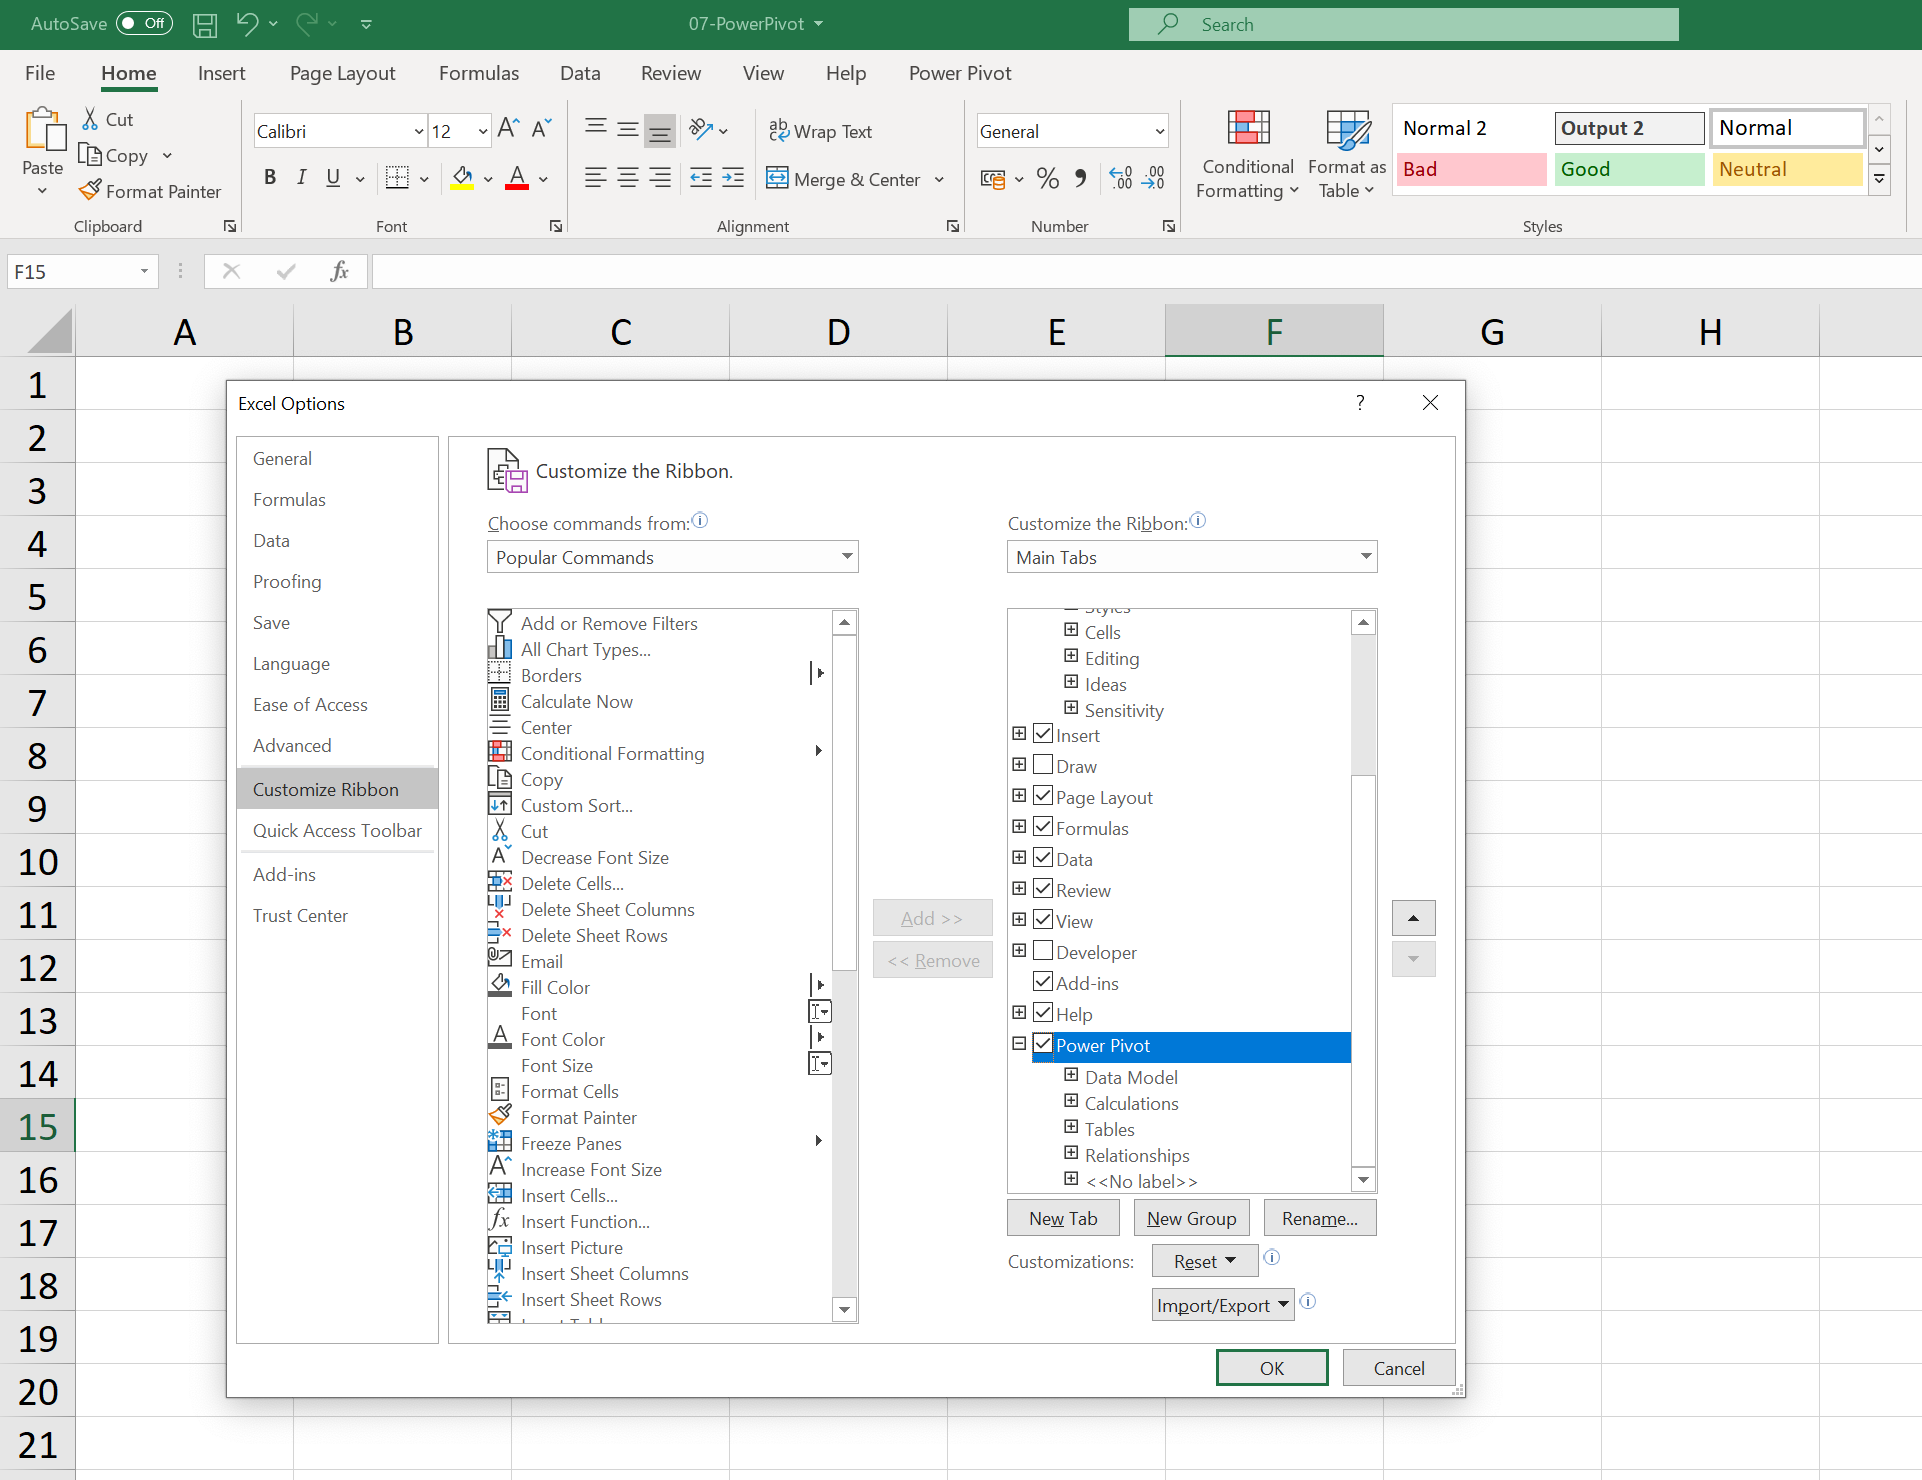 AutoSave Off 07-PowerPivot Search
File Home Insert Page Layout Formulas Data Review View Help Power Pivot
Paste
Cut
Copy
Format Painter
Clipboard
Calibri 12
B I U A
Font
ab Wrap Text
Merge & Center
Alignment
General
% .00 .00
Number
Conditional Formatting
Format as Table
Normal 2 Output 2 Normal
Bad Good Neutral
Styles
F15 fx
A B C D E F G H
1
2
3
4
5
6
7
8
9
10
11
12
13
14
15
16
17
18
19
20
21
Excel Options ?
General
Formulas
Data
Proofing
Save
Language
Ease of Access
Advanced
Customize Ribbon
Quick Access Toolbar
Add-ins
Trust Center
Customize the Ribbon.
Choose commands from:
Popular Commands
Add or Remove Filters
All Chart Types...
Borders
Calculate Now
Center
Conditional Formatting
Copy
Custom Sort...
Cut
Decrease Font Size
Delete Cells...
Delete Sheet Columns
Delete Sheet Rows
Email
Fill Color
Font
Font Color
Font Size
Format Cells
Format Painter
Freeze Panes
Increase Font Size
Insert Cells...
Insert Function...
Insert Picture
Insert Sheet Columns
Insert Sheet Rows
Add >>
<< Remove
Customize the Ribbon:
Main Tabs
Styles
Cells
Editing
Ideas
Sensitivity
Insert
Draw
Page Layout
Formulas
Data
Review
View
Developer
Add-ins
Help
Power Pivot
Data Model
Calculations
Tables
Relationships
<<No label>>
New Tab New Group Rename...
Customizations: Reset
Import/Export
OK Cancel